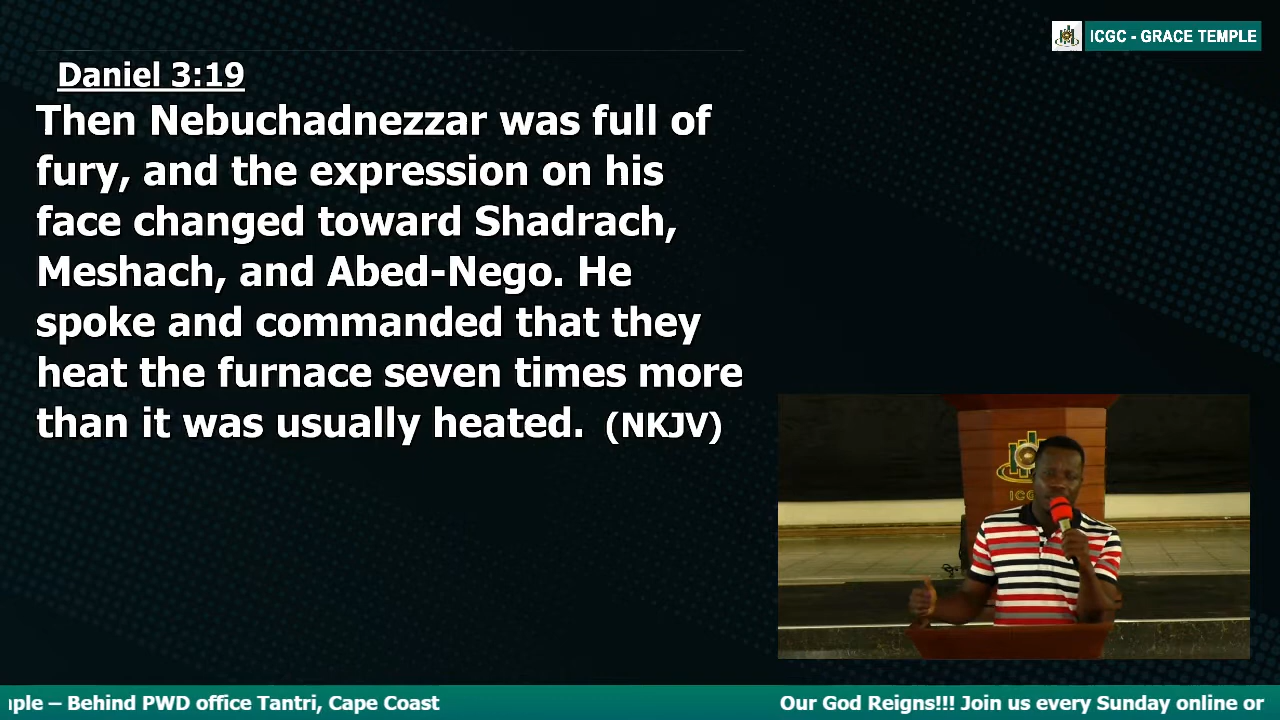 ICGC - GRACE TEMPLE
Daniel 3:19
Then Nebuchadnezzar was full of
fury, and the expression on his
face changed toward Shadrach,
Meshach, and Abed-Nego. He
spoke and commanded that they
heat the furnace seven times more
than it was usually heated. (NKJV)
– Behind PWD office Tantri, Cape Coast
Our God Reigns!!! Join us every Sunday online or